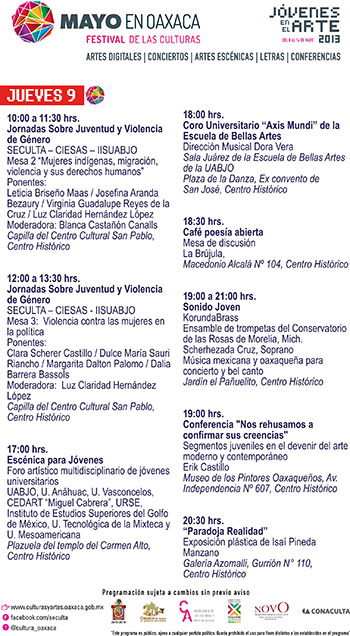 MAYO EN OAXACA
FESTIVAL DE LAS CULTURAS
JÓVENES
EN EL
ARTE
2013
ARTES DIGITALES | CONCIERTOS | ARTES ESCÉNICAS | LETRAS | CONFERENCIAS
JUEVES 9
10:00 a 11:30 hrs.
Jornadas Sobre Juventud y Violencia
de Género
SECULTA – CIESAS – IISUABJO
Mesa 2 "Mujeres indígenas, migración,
violencia y sus derechos humanos"
Ponentes:
Leticia Briseño Maas / Josefina Aranda
Bezaury / Virginia Guadalupe Reyes de la
Cruz / Luz Claridad Hernández López
Moderadora: Blanca Castañón Canalls
Capilla del Centro Cultural San Pablo,
Centro Histórico
12:00 a 13:30 hrs.
Jornadas Sobre Juventud y Violencia
de Género
SECULTA – CIESAS - IISUABJO
Mesa 3: Violencia contra las mujeres en
la política
Ponentes:
Clara Scherer Castillo / Dulce María Sauri
Riancho / Margarita Dalton Palomo / Dalia
Barrera Bassols
Moderadora: Luz Claridad Hernández
López
Capilla del Centro Cultural San Pablo,
Centro Histórico
17:00 hrs.
Escénica para Jóvenes
Foro artístico multidisciplinario de jóvenes
universitarios
UABJO, U. Anáhuac, U. Vasconcelos,
CEDART "Miguel Cabrera", URSE,
Instituto de Estudios Superiores del Golfo
de México, U. Tecnológica de la Mixteca y
U. Mesoamericana
Plazuela del templo del Carmen Alto,
Centro Histórico
18:00 hrs.
Coro Universitario "Axis Mundi" de la
Escuela de Bellas Artes
Dirección Musical Dora Vera
Sala Juárez de la Escuela de Bellas Artes
de la UABJO
Plaza de la Danza, Ex convento de
San José, Centro Histórico
18:30 hrs.
Café poesía abierta
Mesa de discusión
La Brújula,
Macedonio Alcalá Nº 104, Centro Histórico
19:00 a 21:00 hrs.
Sonido Joven
KorundaBrass
Ensamble de trompetas del Conservatorio
de las Rosas de Morelia, Mich.
Scherhezada Cruz, Soprano
Música mexicana y oaxaqueña para
concierto y bel canto
Jardín el Pañuelito, Centro Histórico
19:00 hrs.
Conferencia "Nos rehusamos a
confirmar sus creencias"
Segmentos juveniles en el devenir del arte
moderno y contemporáneo
Erik Castillo
Museo de los Pintores Oaxaqueños, Av.
Independencia Nº 607, Centro Histórico
20:30 hrs.
"Paradoja Realidad"
Exposición plástica de Isaí Pineda
Manzano
Galería Azomalli, Gurrión N° 110,
Centro Histórico
Programación sujeta a cambios sin previo aviso
www.culturasyartes.oaxaca.gob.mx
facebook.com/seculta
@cultura_oaxaca
NOVO
CONACULTA
"Este programa es público, ajeno a cualquier partido político. Queda prohibido el uso para fines distintos a los establecidos en el programa"